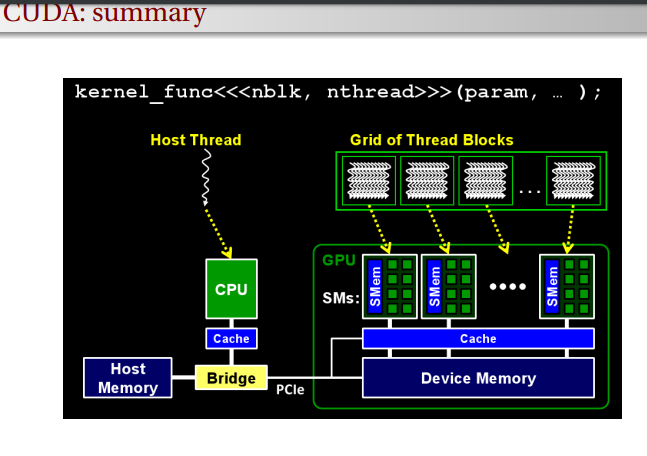 CUDA: summary
kernel_func<<<nblk, nthread>>>(param, … );
Host Thread
Grid of Thread Blocks
...
GPU
CPU
SMs:
SMem
SMem
SMem
Cache
Cache
Host
Memory
Bridge
PCIe
Device Memory